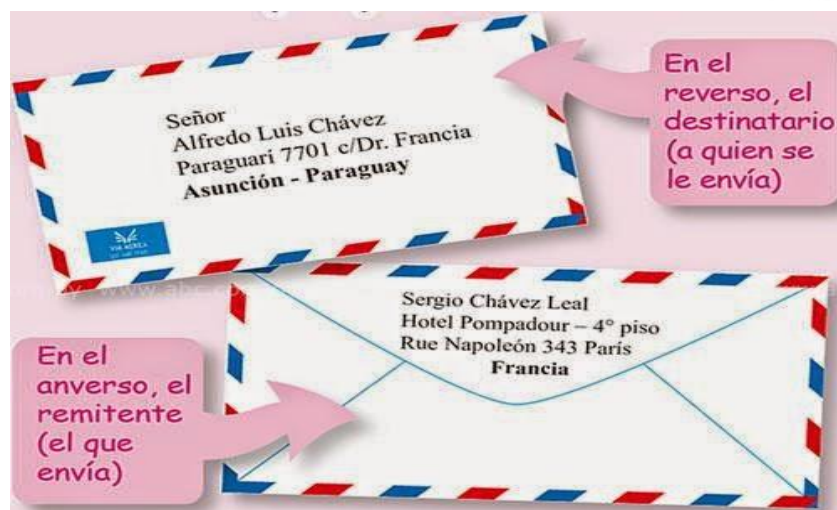 Señor
Alfredo Luis Chávez
Paraguarí 7701 c/Dr. Francia
Asunción - Paraguay
VIA AEREA
En el
reverso, el
destinatario
(a quien se
le envía)
Sergio Chávez Leal
Hotel Pompadour – 4° piso
Rue Napoleón 343 París
Francia
En el
anverso, el
remitente
(el que
envía)